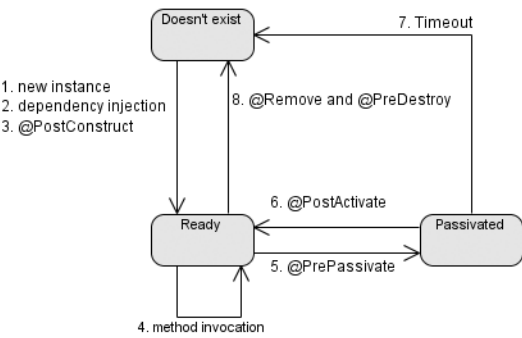 Doesn't exist
7. Timeout
1. new instance
2. dependency injection
3. @PostConstruct
8. @Remove and @PreDestroy
6. @PostActivate
Ready
Passivated
5. @PrePassivate
4. method invocation